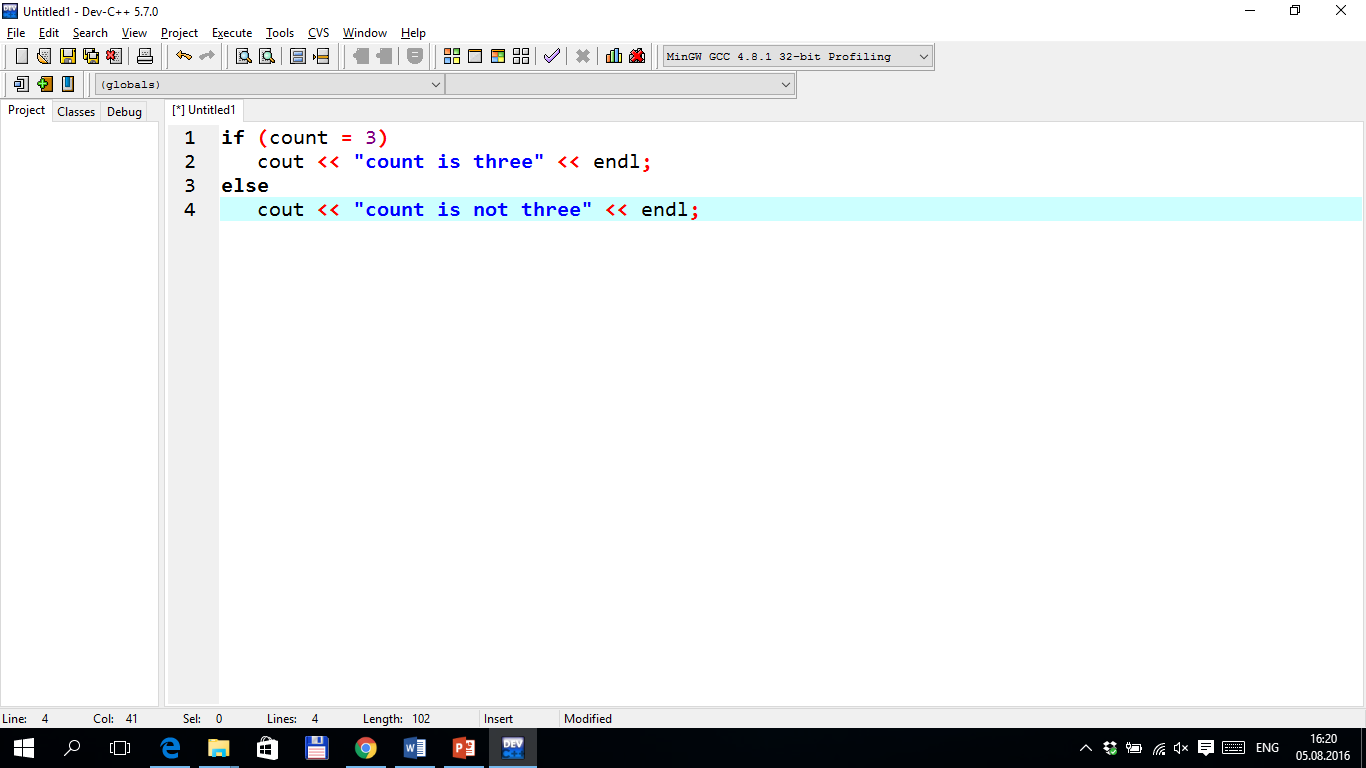 Untitled1 - Dev-C++ 5.7.0
File Edit Search View Project Execute Tools CVS Window Help
MinGW GCC 4.8.1 32-bit Profiling
(globals)
Project Classes Debug [*] Untitled1
1 if (count = 3)
2    cout << "count is three" << endl;
3 else
4    cout << "count is not three" << endl;
Line: 4 Col: 41 Sel: 0 Lines: 4 Length: 102 Insert Modified
DEV ENG 16:20
05.08.2016